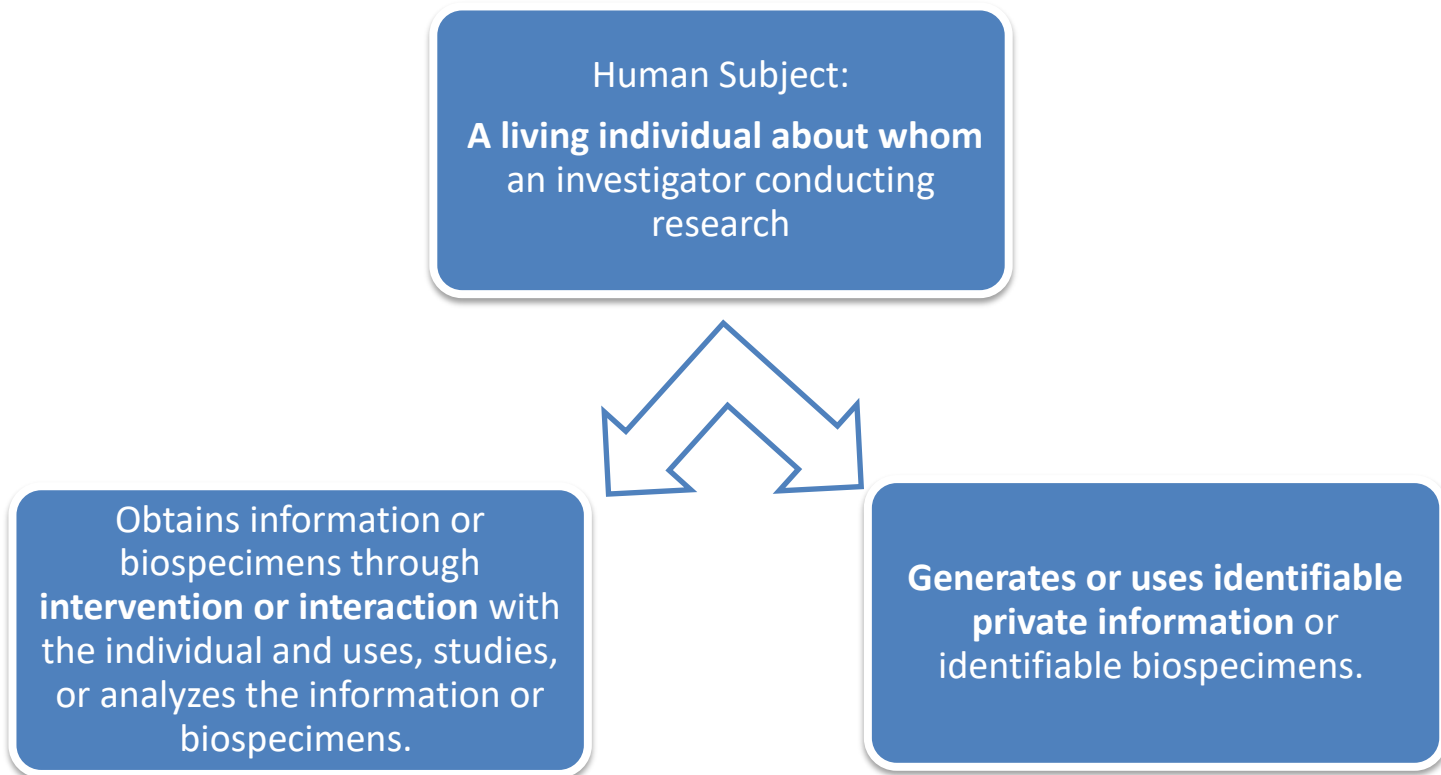 Human Subject:
A living individual about whom
an investigator conducting
research
Obtains information or
biospecimens through
intervention or interaction with
the individual and uses, studies,
or analyzes the information or
biospecimens.
Generates or uses identifiable
private information or
identifiable biospecimens.